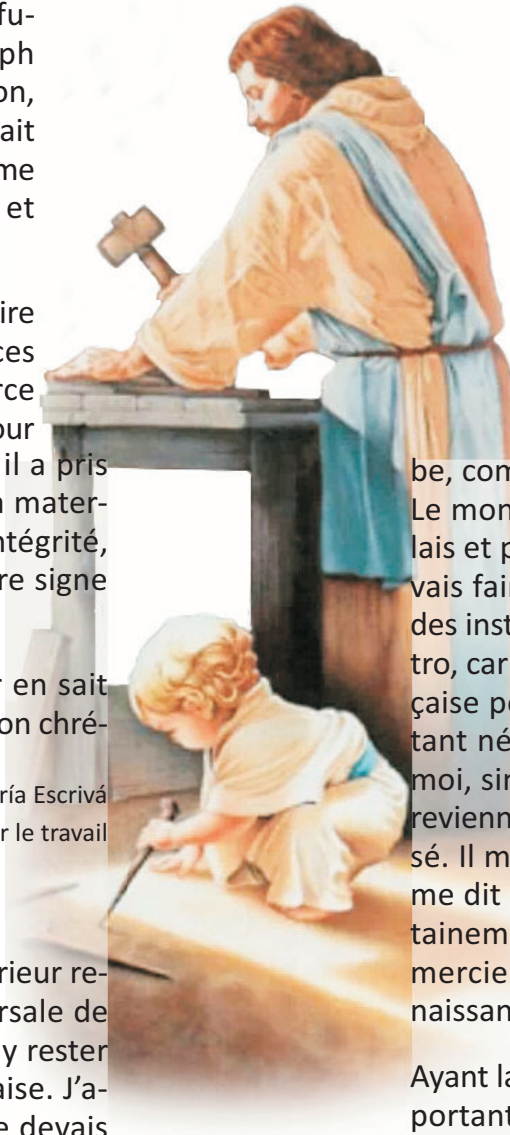 fu-
ph
on,
ait
me
et
ire
ces
rce
our
il a pris
mater-
ntégrité,
re signe
r en sait
on chré-
ría Escrivá
r le travail
rieur re-
rsale de
y rester
aise. J’a-
e devais
be, com
Le mon
lais et p
vais fair
des inst
tro, car
çaise p
tant né
moi, sin
revienn
sé. Il m
me dit
tainem
mercie
naissan
Ayant la
portant